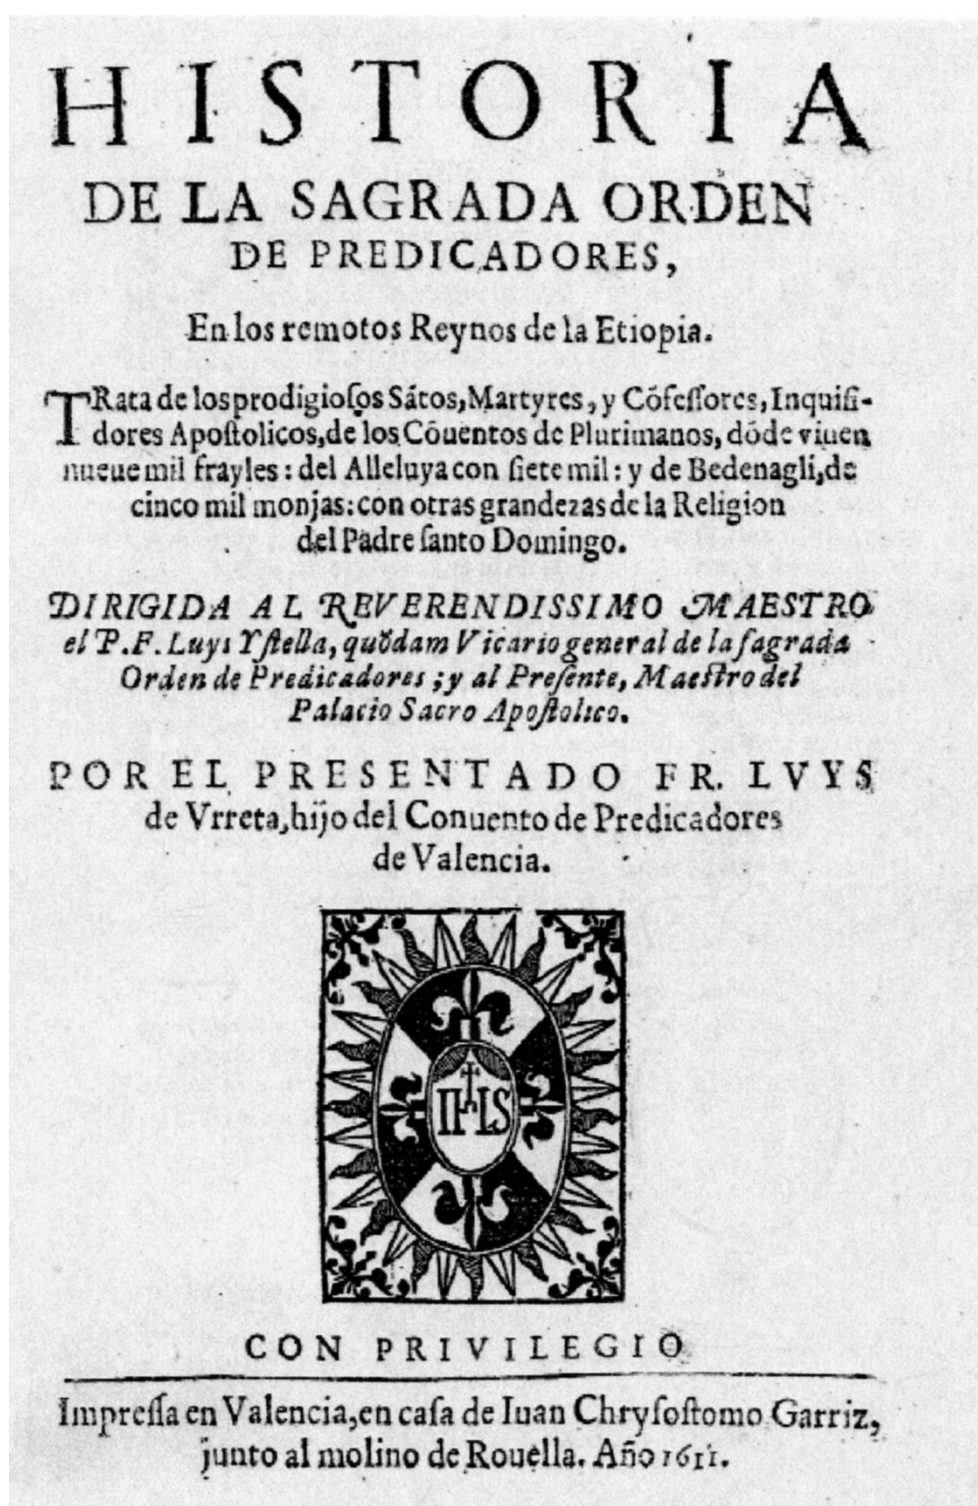 HISTORIA
DE LA SAGRADA ORDEN
DE PREDICADORES,
En los remotos Reynos de la Etiopia.
TRata de los prodigioſos Sãtos, Martyres, y Cõfeſſores, Inquiſi-
dores Apoſtolicos, de los Cõuentos de Plurimanos, dõde viuen
nueue mil frayles: del Alleluya con ſiete mil: y de Bedenagli, de
cinco mil monjas: con otras grandezas de la Religion
del Padre ſanto Domingo.
DIRIGIDA AL REVERENDISSIMO MAESTRO
el P. F. Luys Yſtella, quõdam Vicario general de la ſagrada
Orden de Predicadores; y al Preſente, Maeſtro del
Palacio Sacro Apoſtolico.
POR EL PRESENTADO FR. LVYS
de Vrreta, hijo del Conuento de Predicadores
de Valencia.
IHS
CON PRIVILEGIO
Impreſſa en Valencia, en caſa de Iuan Chryſoſtomo Garriz,
junto al molino de Rouella. Año 1611.